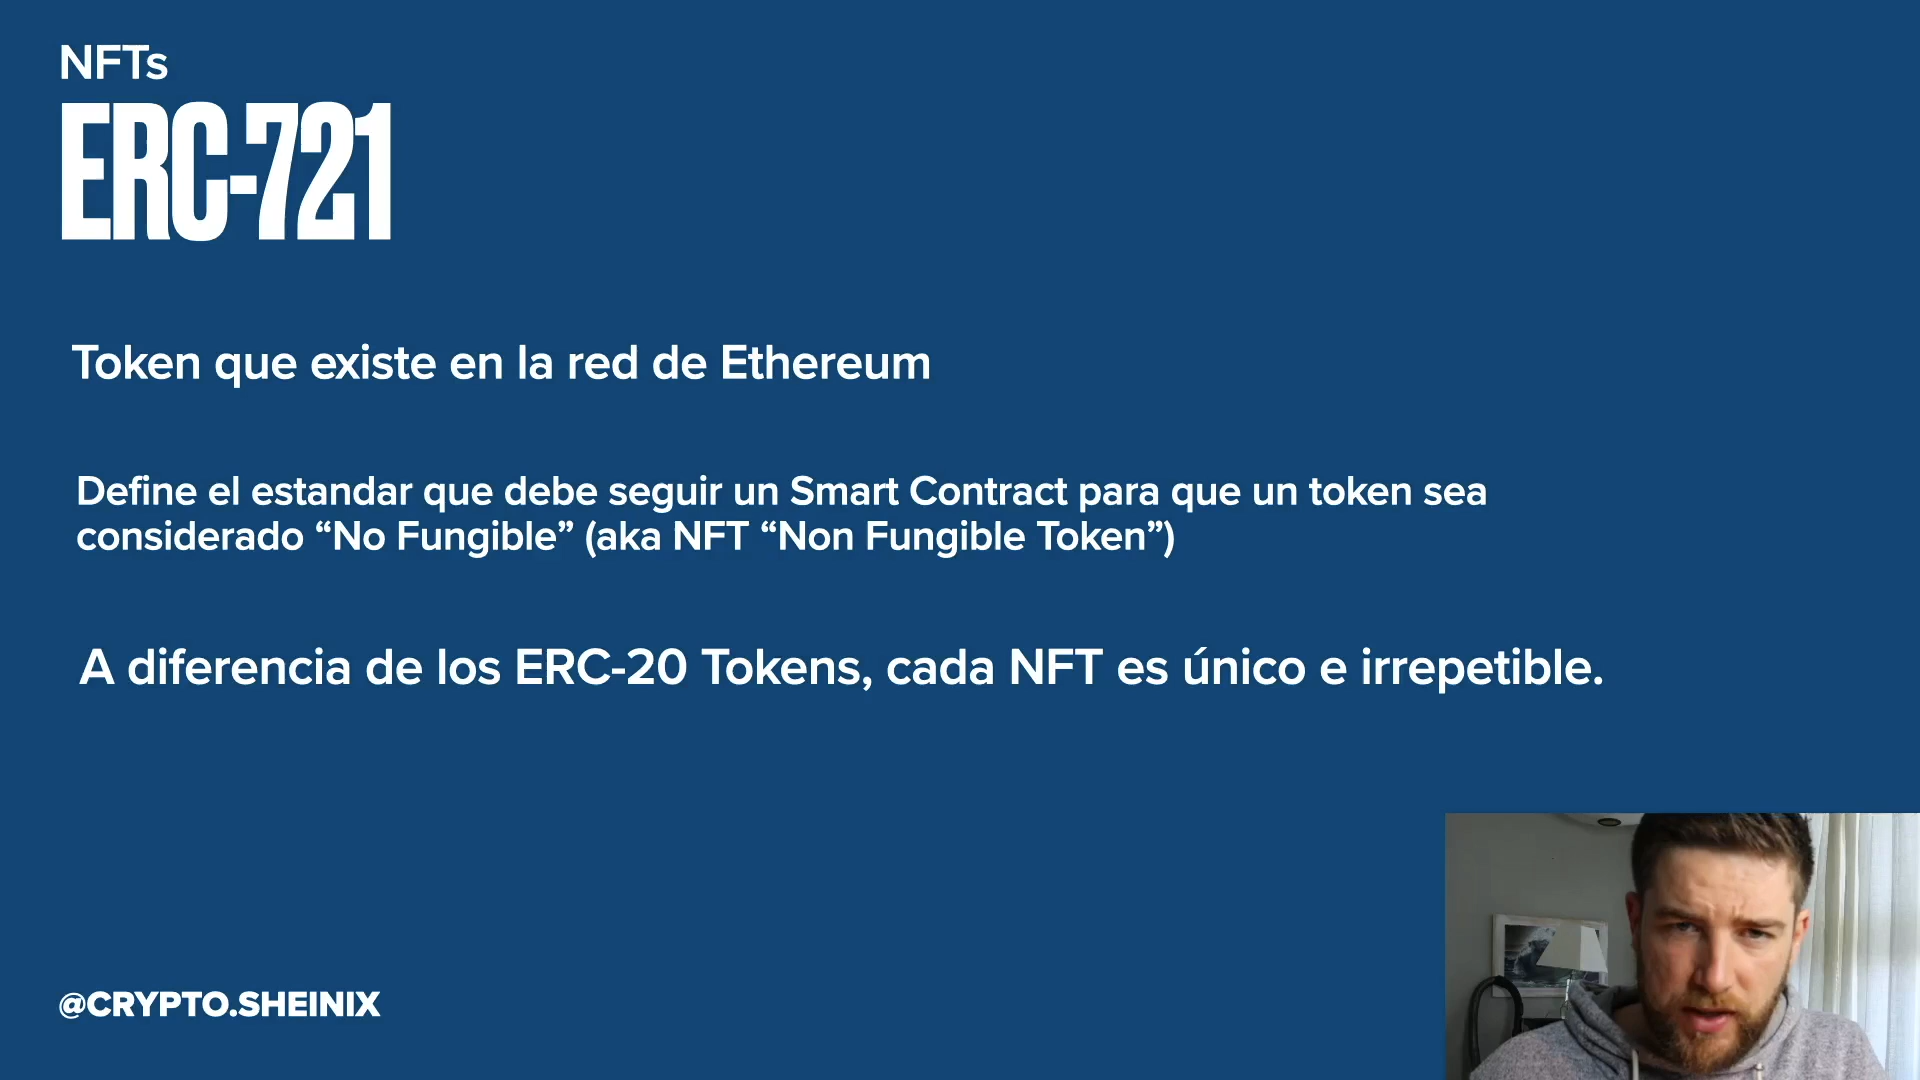 NFTs
ERC-721
Token que existe en la red de Ethereum
Define el estandar que debe seguir un Smart Contract para que un token sea
considerado “No Fungible” (aka NFT “Non Fungible Token”)
A diferencia de los ERC-20 Tokens, cada NFT es único e irrepetible.
@CRYPTO.SHEINIX